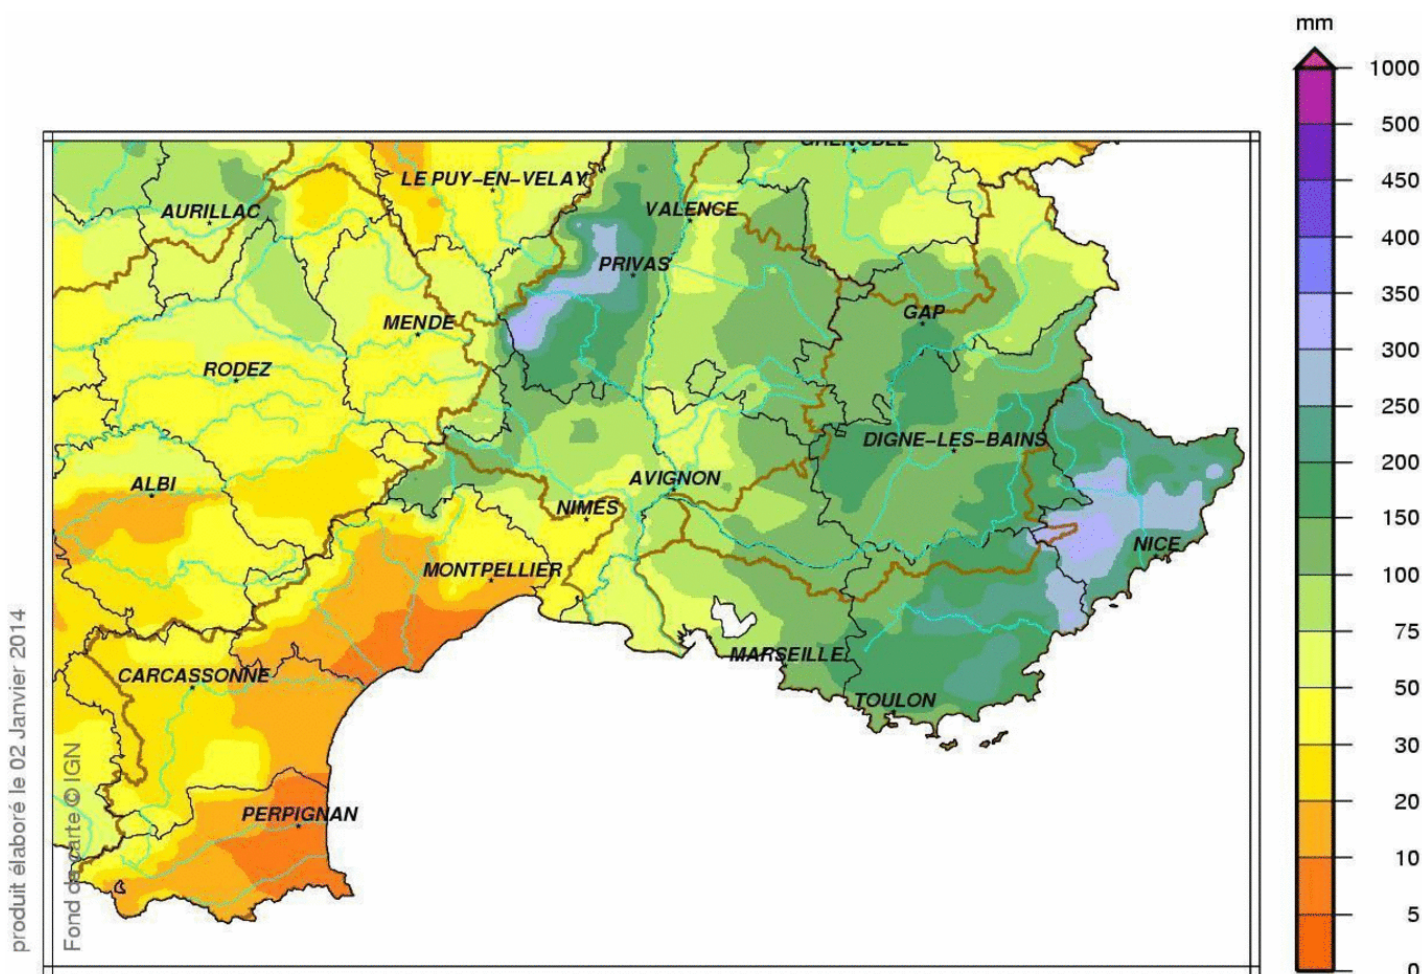 mm
1000
500
450
400
350
300
250
200
150
100
75
50
30
20
10
5
0
GRENOBLE
LE PUY-EN-VELAY
AURILLAC
VALENCE
PRIVAS
GAP
MENDE
RODEZ
DIGNE-LES-BAINS
ALBI
AVIGNON
NIMES
NICE
MONTPELLIER
MARSEILLE
CARCASSONNE
TOULON
PERPIGNAN
produit élaboré le 02 Janvier 2014
Fond de carte © IGN